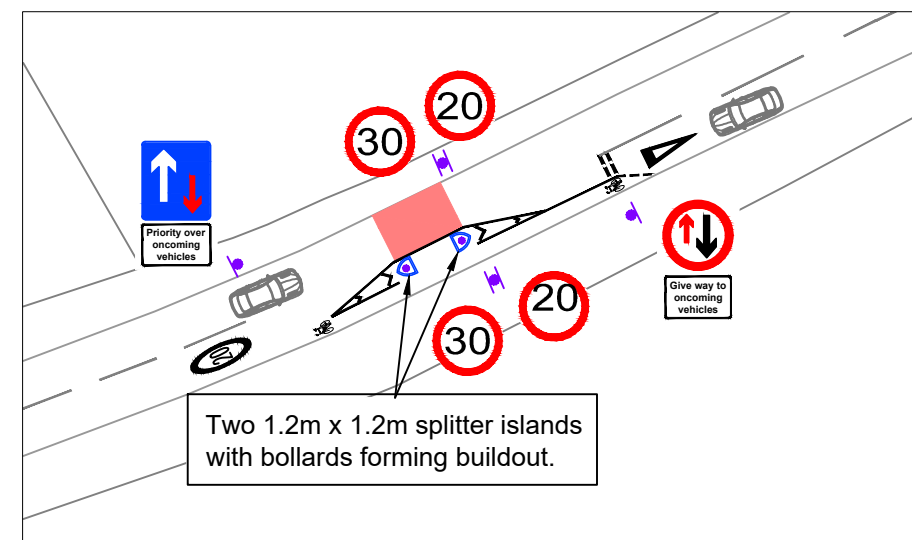 20
30
Priority over
oncoming
vehicles
Give way to
oncoming
vehicles
20
30
20
Two 1.2m x 1.2m splitter islands
with bollards forming buildout.